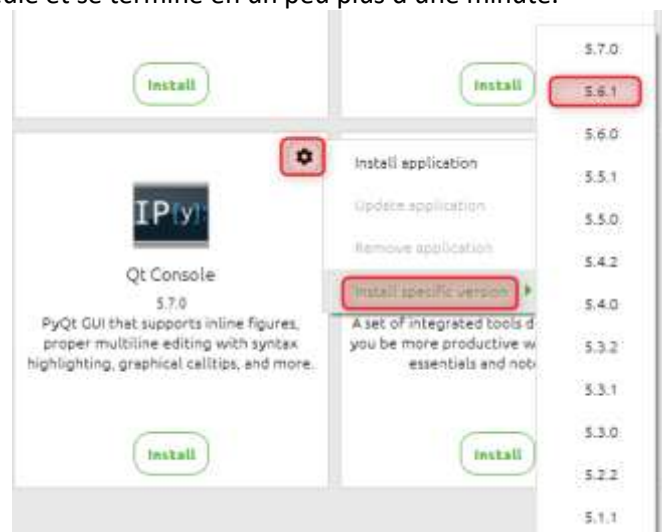 et se termine en un peu plus d'une minute.
Install
Install
IP[y]:
Qt Console
5.7.0
PyQt GUI that supports inline figures,
proper multiline editing with syntax
highlighting, graphical calltips, and more.
Install
Install application
Update application
Remove application
Install specific version
A set of integrated tools d
you be more productive w
essentials and not
Install
5.7.0
5.6.1
5.6.0
5.5.1
5.5.0
5.4.2
5.4.0
5.3.2
5.3.1
5.3.0
5.2.2
5.1.1